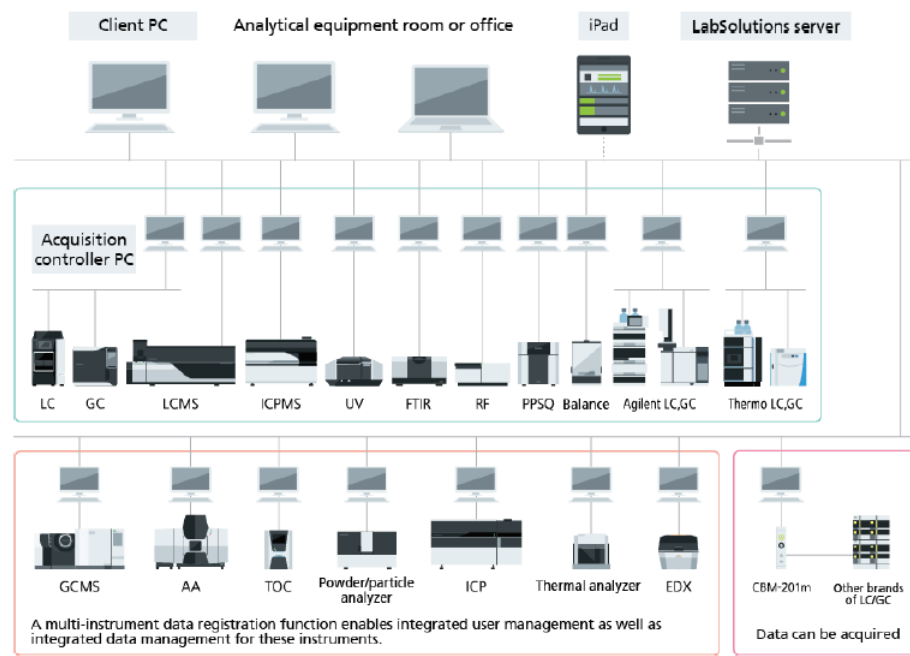 Client PC
Analytical equipment room or office
iPad
LabSolutions server
Acquisition
controller PC
LC
GC
LCMS
ICPMS
UV
FTIR
RF
PPSQ
Balance
Agilent LC,GC
Thermo LC,GC
GCMS
AA
TOC
Powder/particle
analyzer
ICP
Thermal analyzer
EDX
CBM-201m
Other brands
of LC/GC
A multi-instrument data registration function enables integrated user management as well as
integrated data management for these instruments.
Data can be acquired